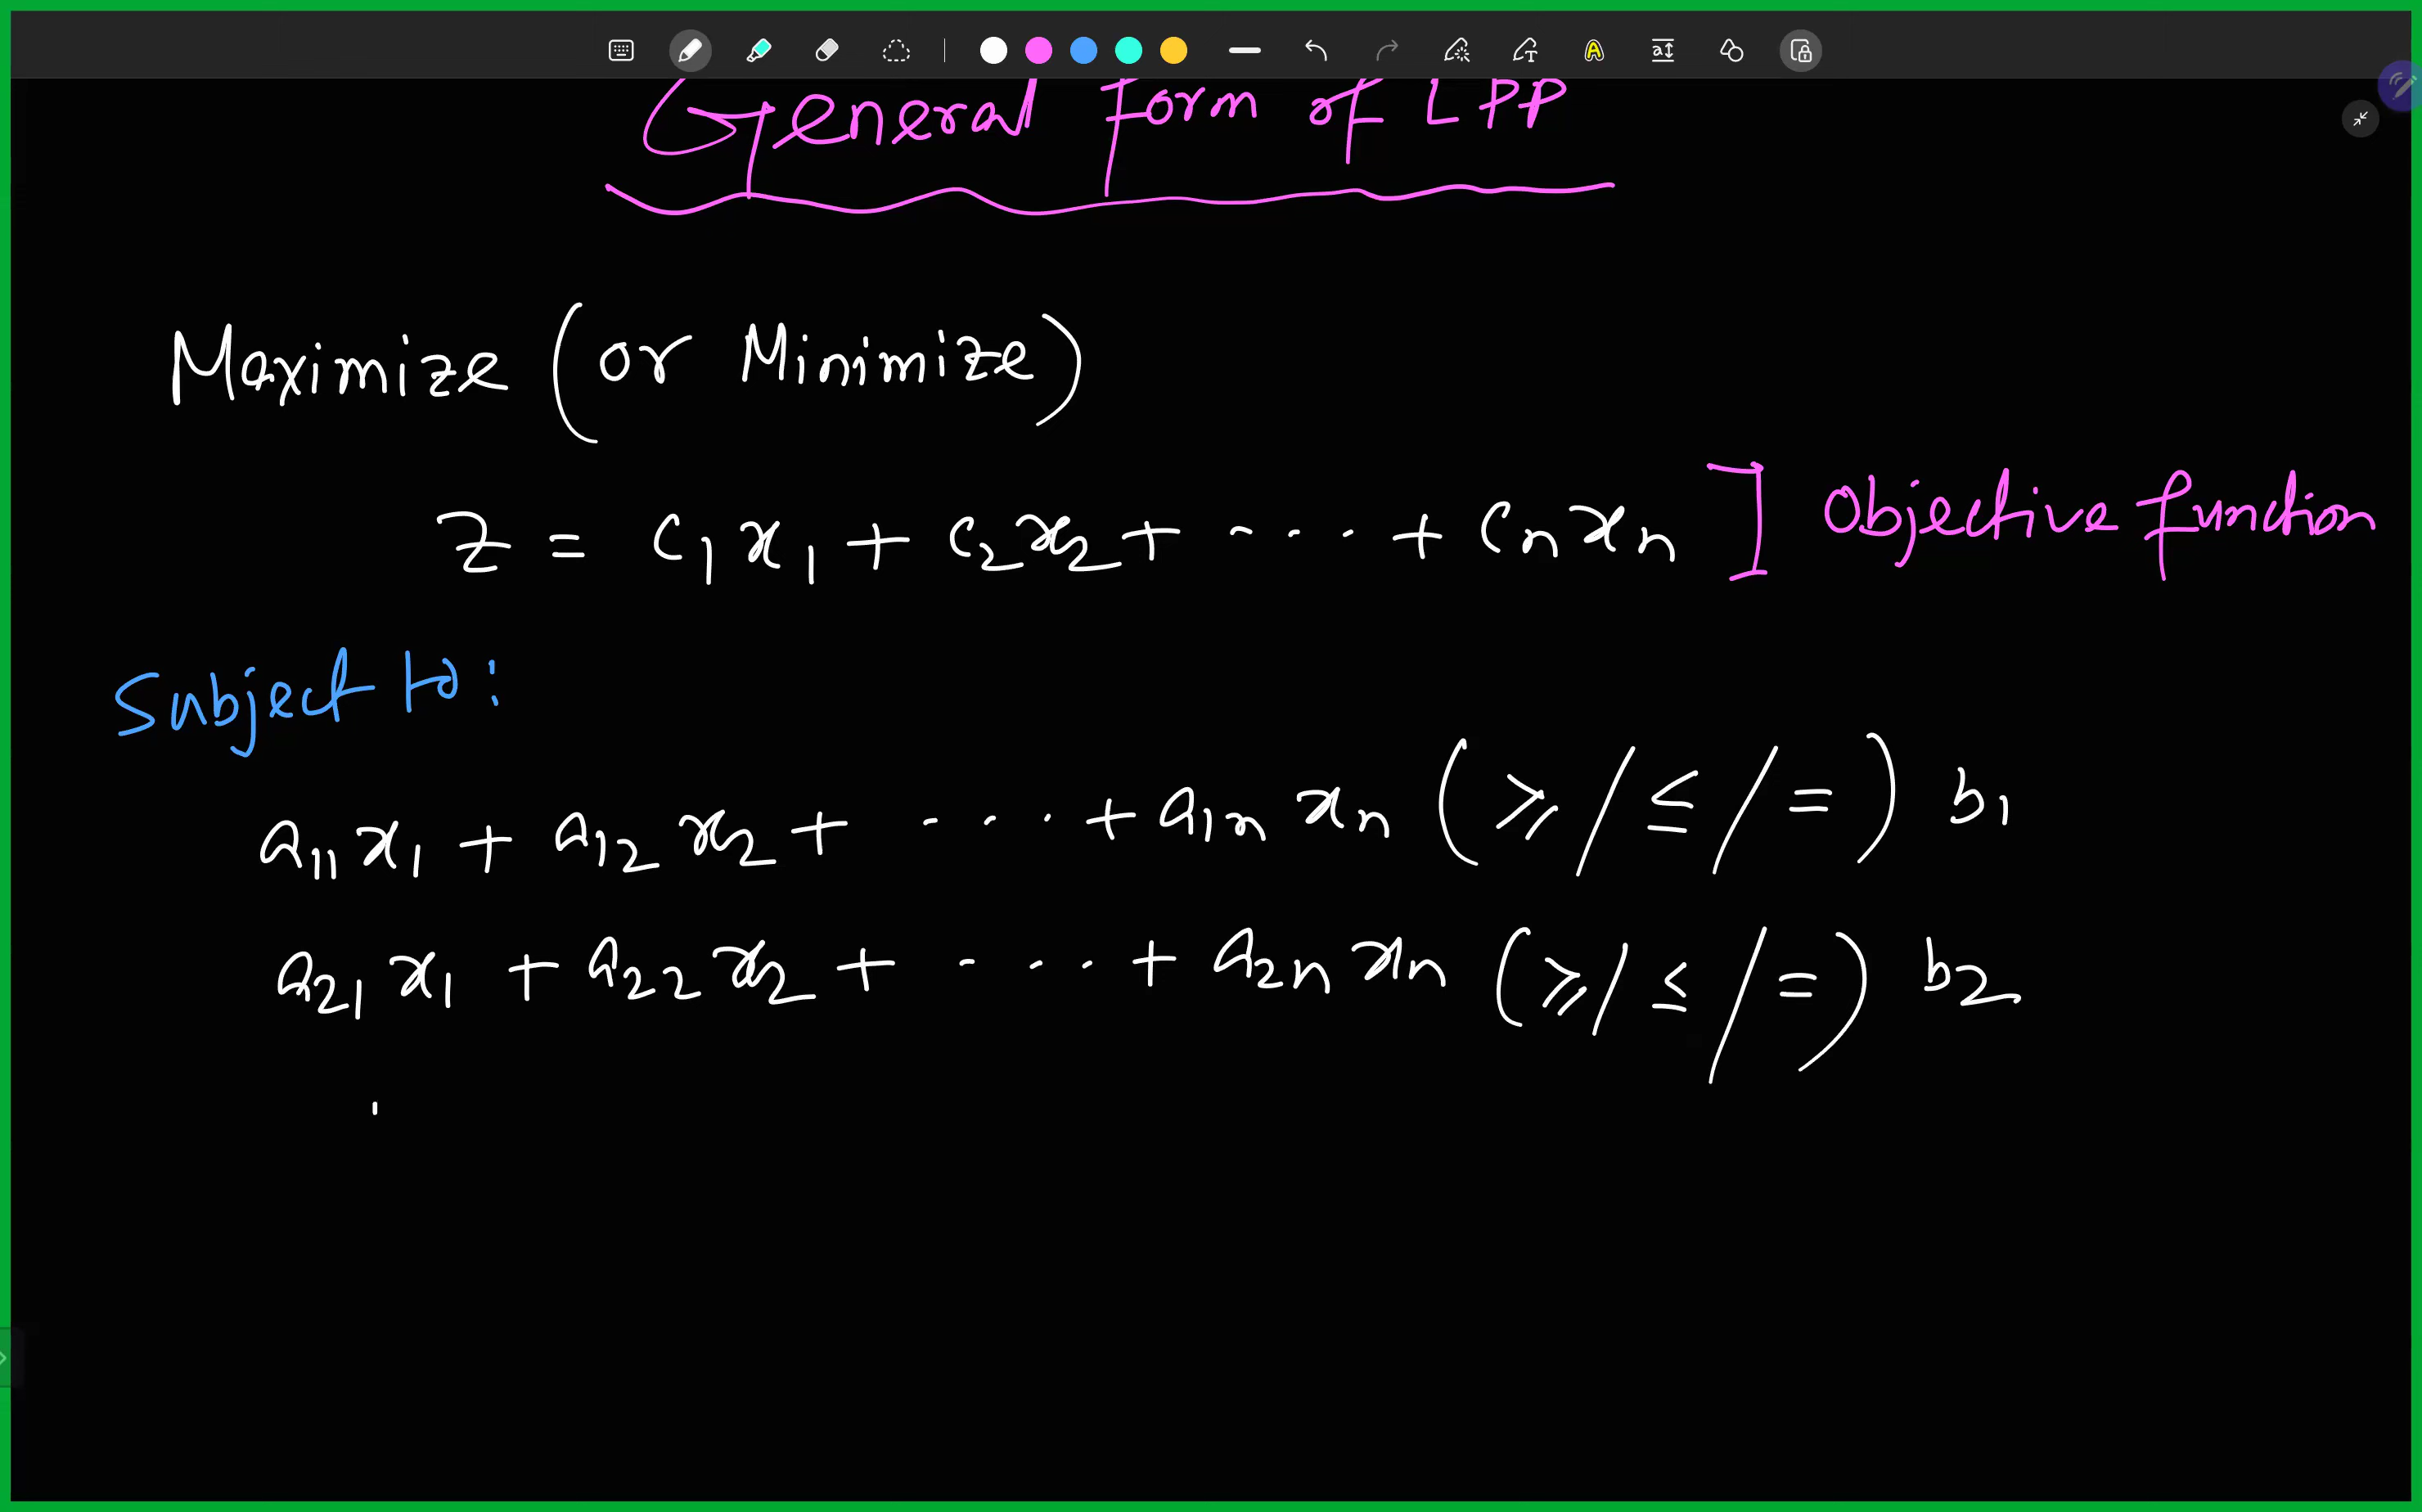 General Form of LPP
Maximize (or Minimize)
Z = C₁x₁ + C₂x₂ + ... + Cₙxₙ ] Objective function
Subject to:
a₁₁x₁ + a₁₂x₂ + ... + a₁ₙxₙ (≥/≤/=) b₁
a₂₁x₁ + a₂₂x₂ + ... + a₂ₙxₙ (≥/≤/=) b₂
.